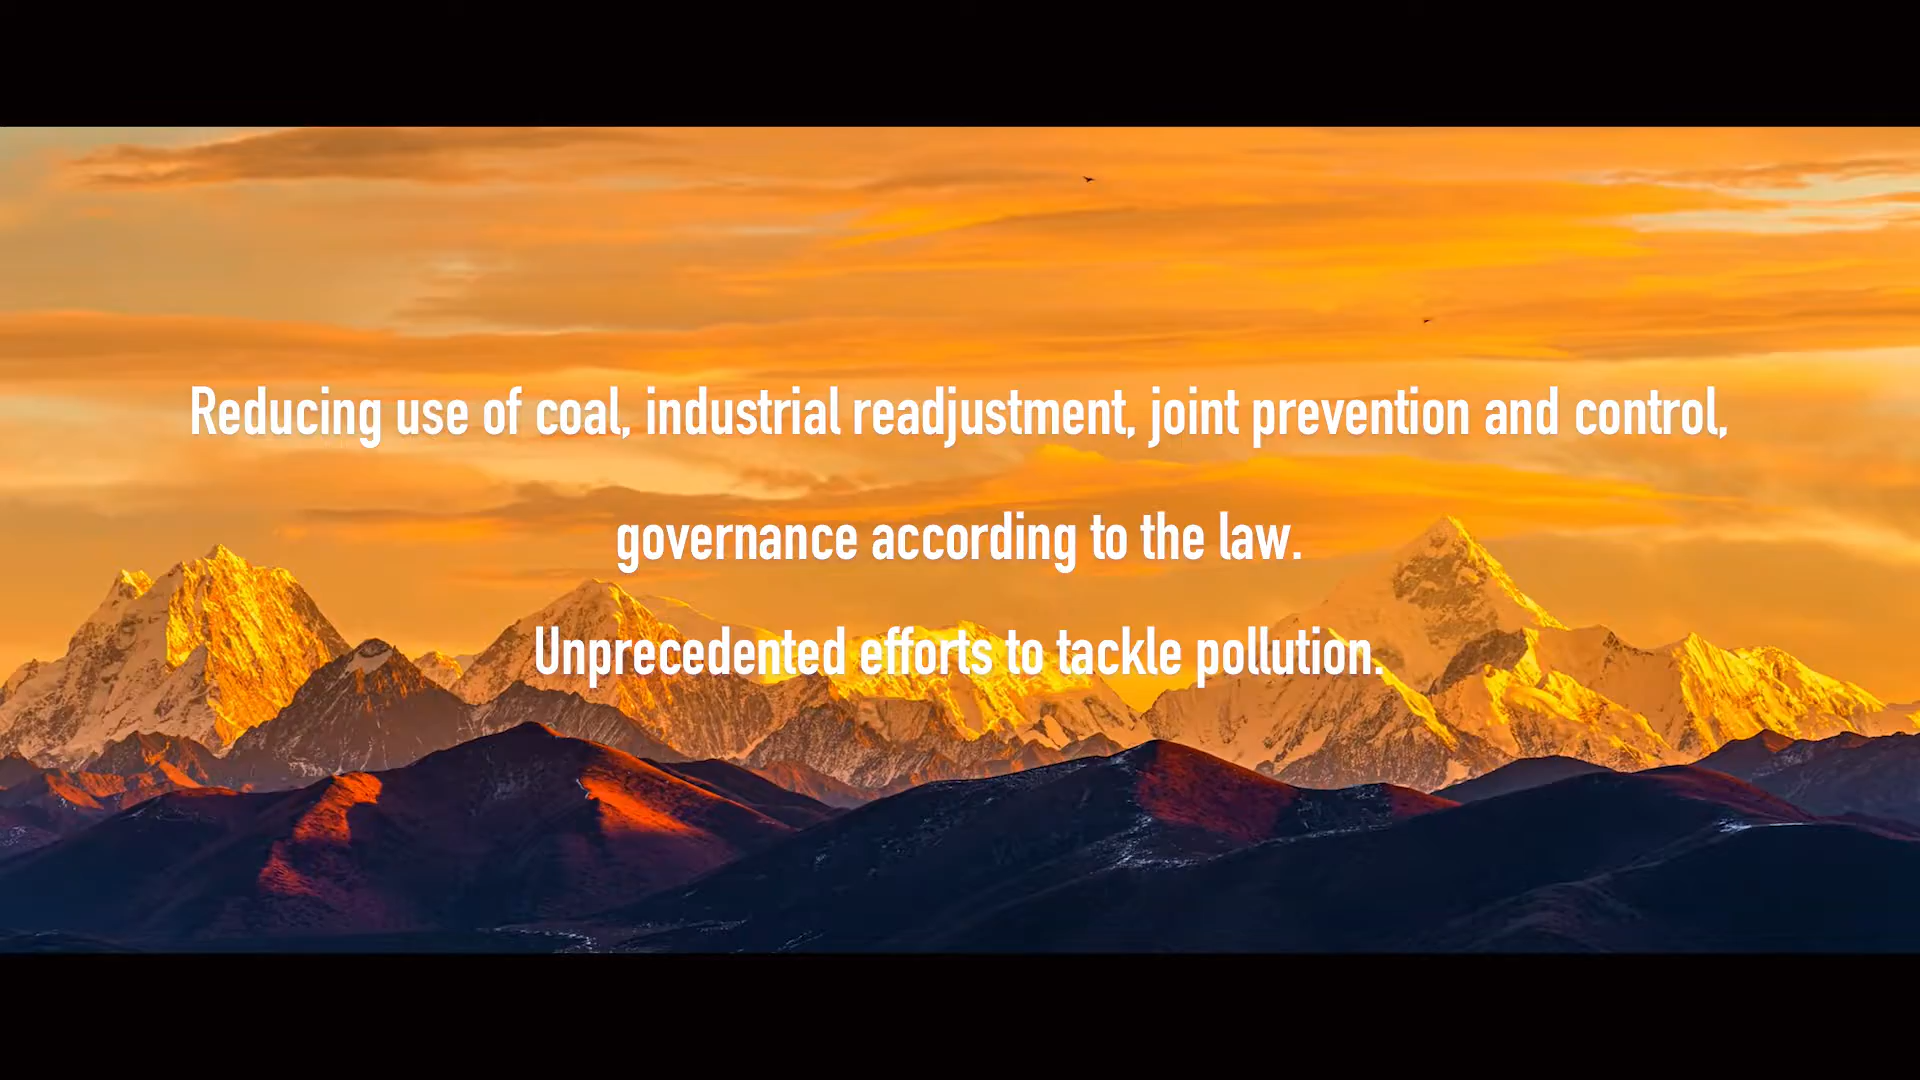 Reducing use of coal, industrial readjustment, joint prevention and control,
governance according to the law.
Unprecedented efforts to tackle pollution.